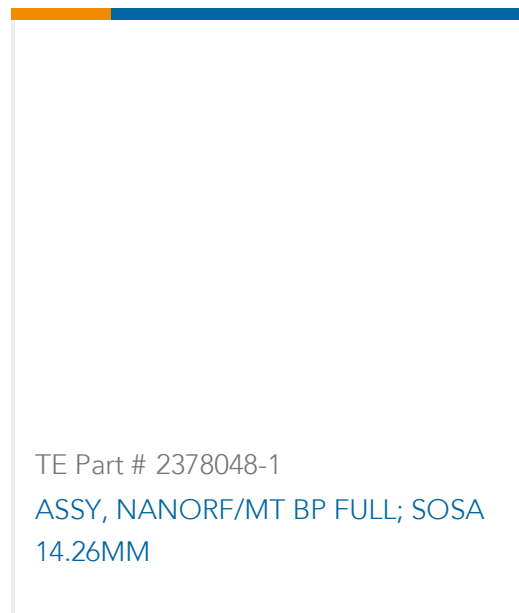 TE Part # 2378048-1
ASSY, NANORF/MT BP FULL; SOSA
14.26MM